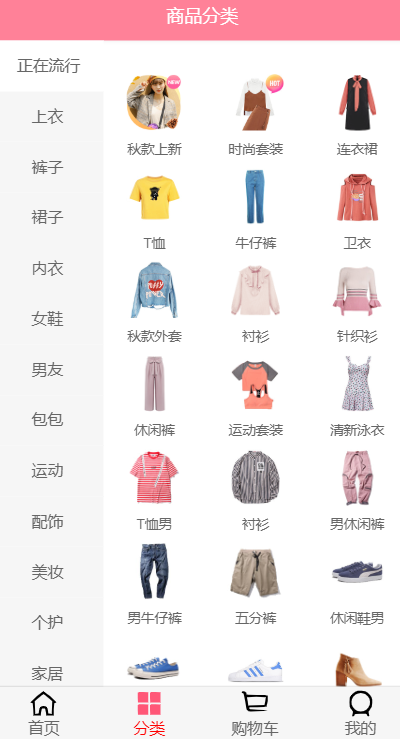 商品分类
正在流行
上衣
裤子
裙子
内衣
女鞋
男友
包包
运动
配饰
美妆
个护
家居
NEW
HOT
秋款上新 时尚套装 连衣裙
T恤 牛仔裤 卫衣
秋款外套 衬衫 针织衫
休闲裤 运动套装 清新泳衣
T恤男 衬衫 男休闲裤
男牛仔裤 五分裤 休闲鞋男
首页 分类 购物车 我的